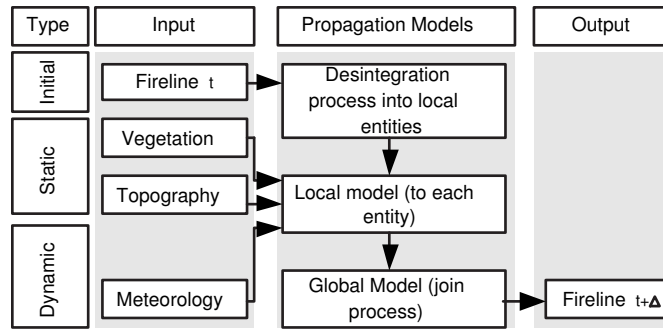 Type
Input
Propagation Models
Output
Initial
Fireline t
Desintegration
process into local
entities
Static
Vegetation
Topography
Local model (to each
entity)
Dynamic
Meteorology
Global Model (join
process)
Fireline t+Δ